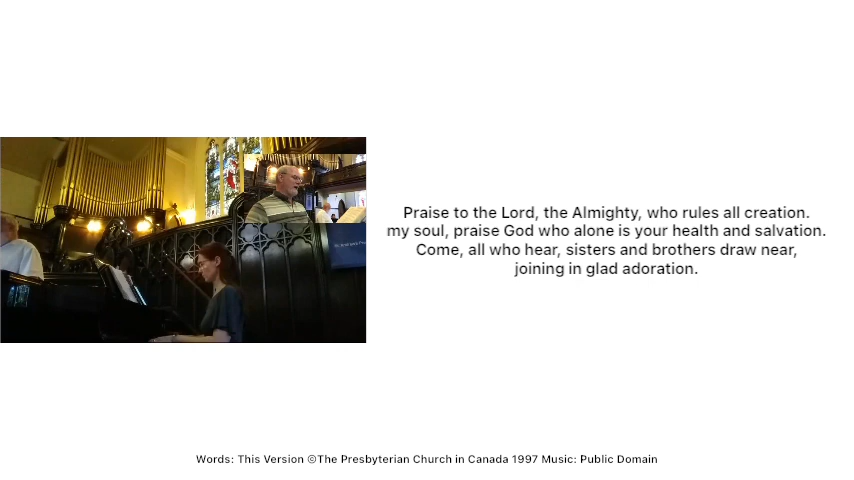 Praise to the Lord, the Almighty, who rules all creation.
my soul, praise God who alone is your health and salvation.
Come, all who hear, sisters and brothers draw near,
joining in glad adoration.
Words: This Version ©The Presbyterian Church in Canada 1997 Music: Public Domain